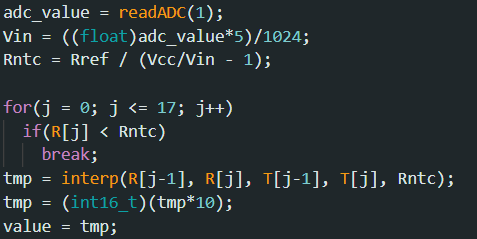 adc_value = readADC(1);
Vin = ((float)adc_value*5)/1024;
Rntc = Rref / (Vcc/Vin - 1);
for(j = 0; j <= 17; j++)
if(R[j] < Rntc)
break;
tmp = interp(R[j-1], R[j], T[j-1], T[j], Rntc);
tmp = (int16_t)(tmp*10);
value = tmp;